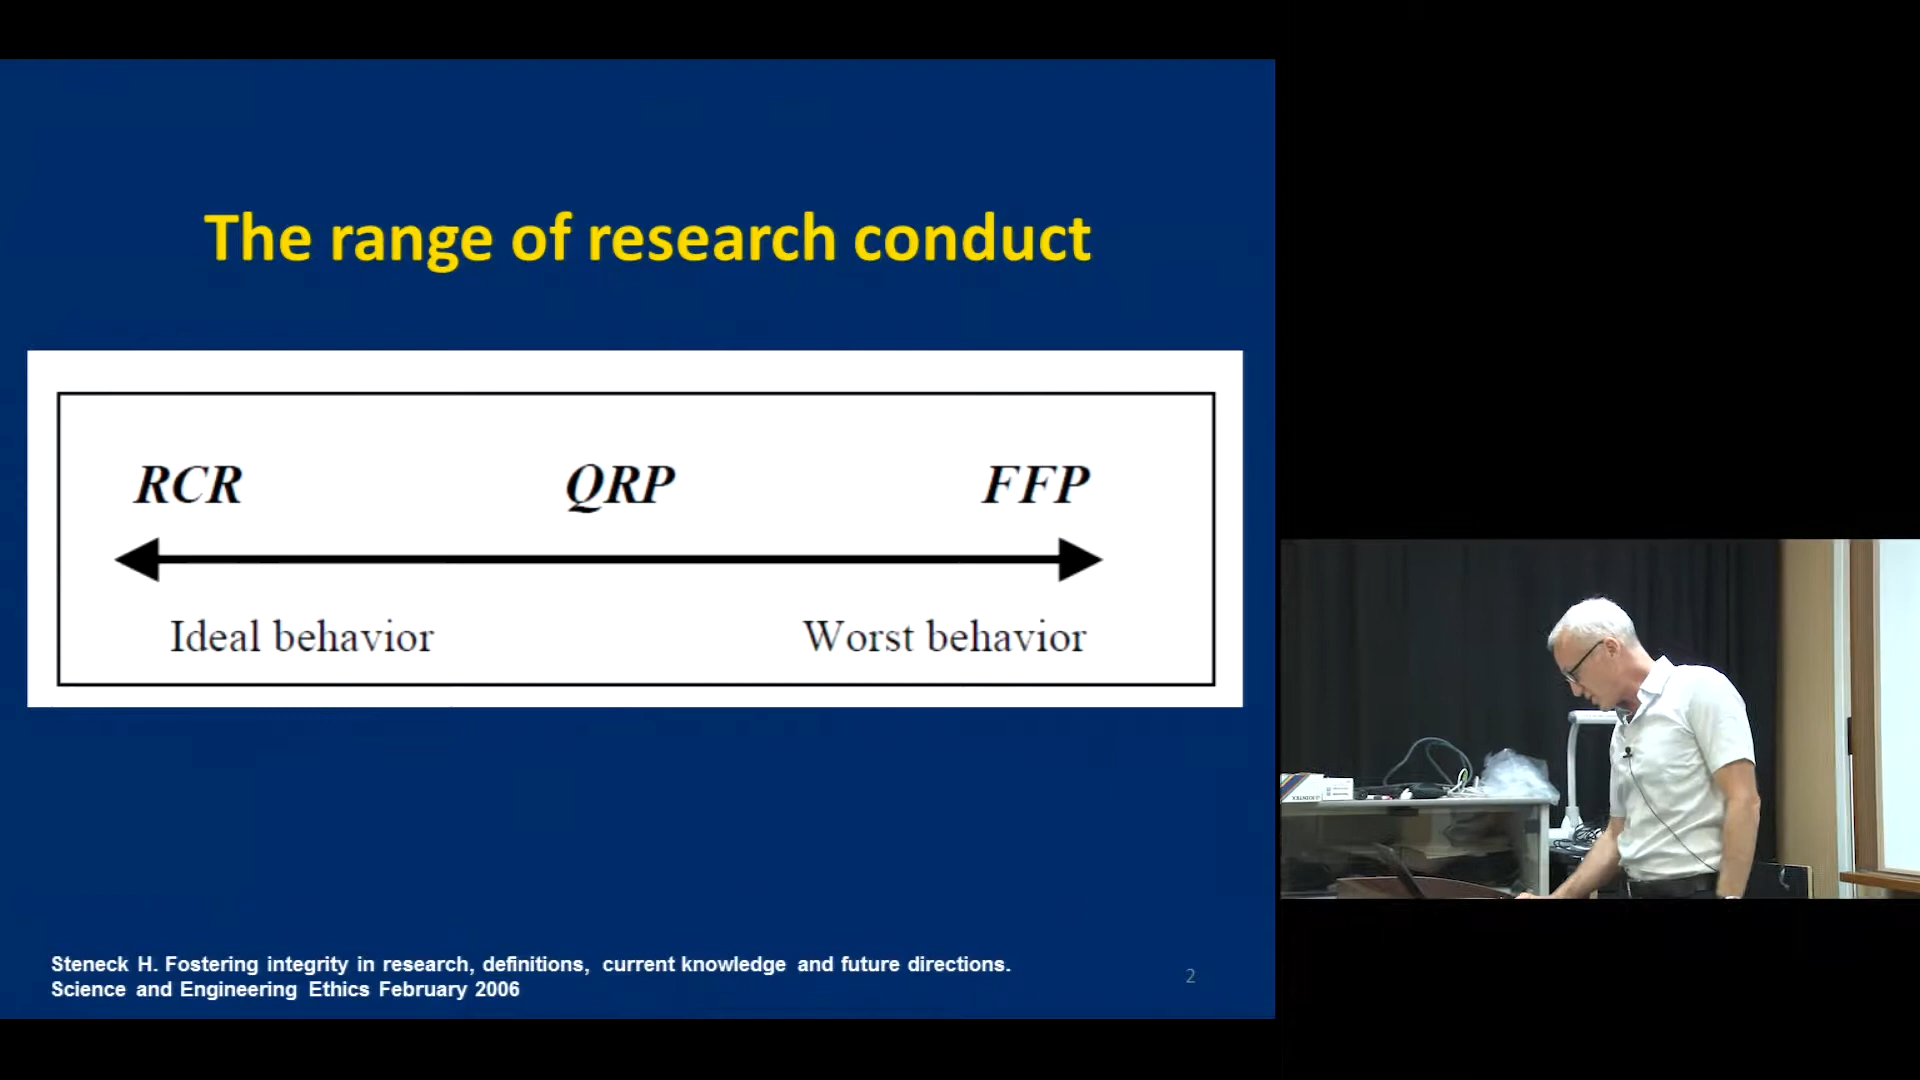 The range of research conduct
RCR QRP FFP
Ideal behavior Worst behavior
Steneck H. Fostering integrity in research, definitions, current knowledge and future directions.
Science and Engineering Ethics February 2006
2